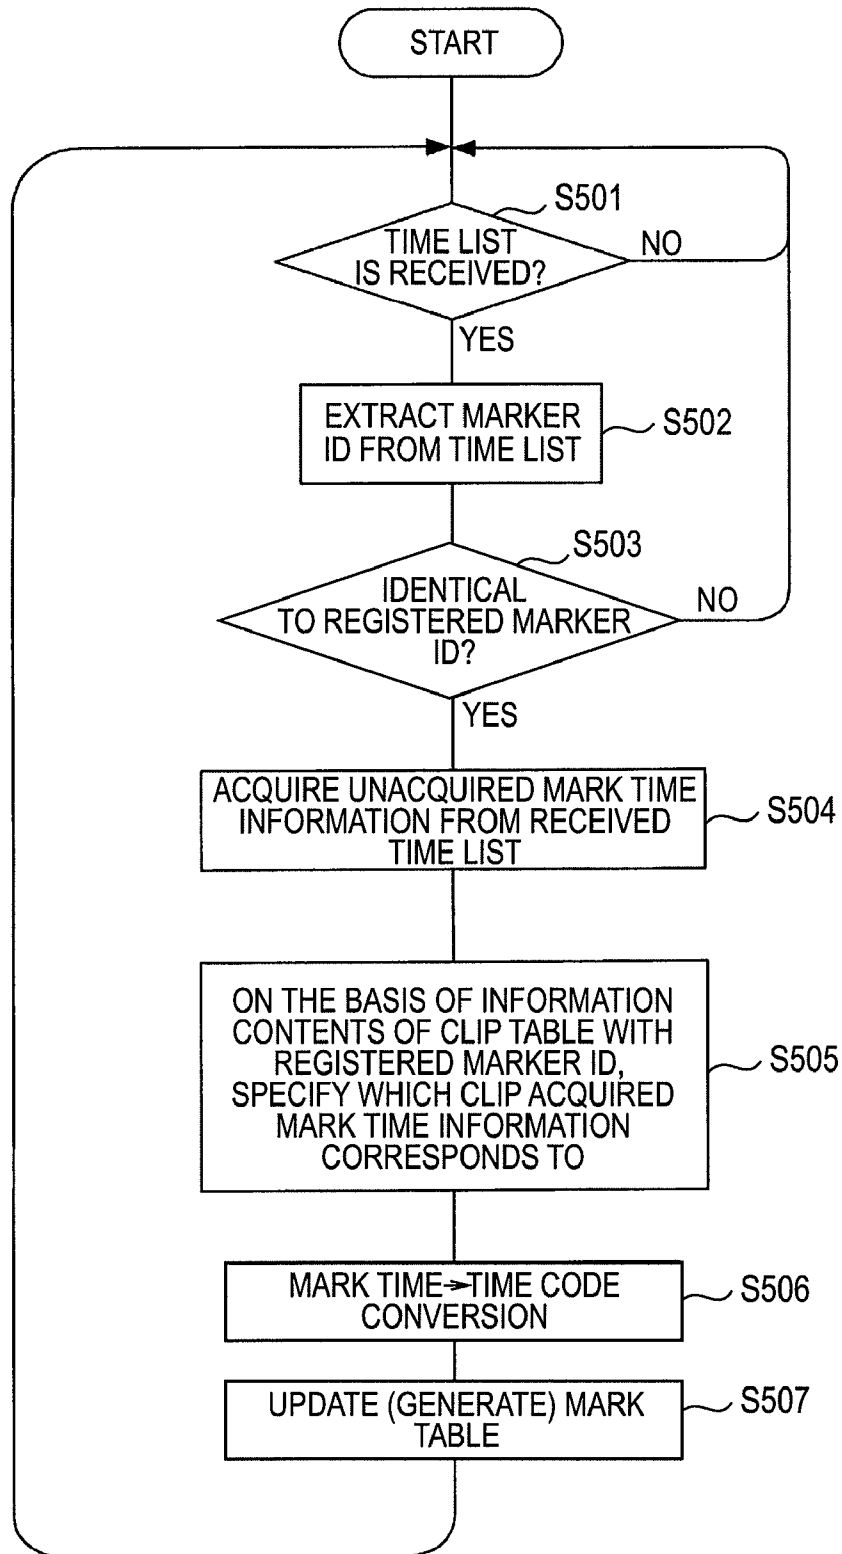 START
S501
TIME LIST
IS RECEIVED?
NO
YES
EXTRACT MARKER
ID FROM TIME LIST
S502
S503
IDENTICAL
TO REGISTERED MARKER
ID?
NO
YES
ACQUIRE UNACQUIRED MARK TIME
INFORMATION FROM RECEIVED
TIME LIST
S504
ON THE BASIS OF INFORMATION
CONTENTS OF CLIP TABLE WITH
REGISTERED MARKER ID,
SPECIFY WHICH CLIP ACQUIRED
MARK TIME INFORMATION
CORRESPONDS TO
S505
MARK TIME→TIME CODE
CONVERSION
S506
UPDATE (GENERATE) MARK
TABLE
S507